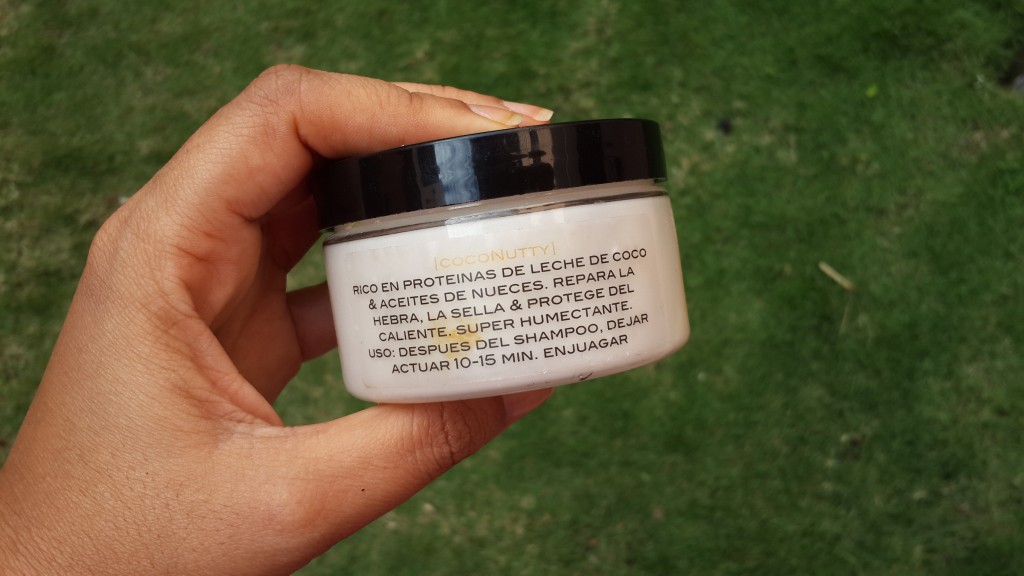 [COCONUTTY]
RICO EN PROTEINAS DE LECHE DE COCO
& ACEITES DE NUECES. REPARA LA
HEBRA, LA SELLA & PROTEGE DEL
CALIENTE. SUPER HUMECTANTE.
USO: DESPUES DEL SHAMPOO, DEJAR
ACTUAR 10-15 MIN. ENJUAGAR